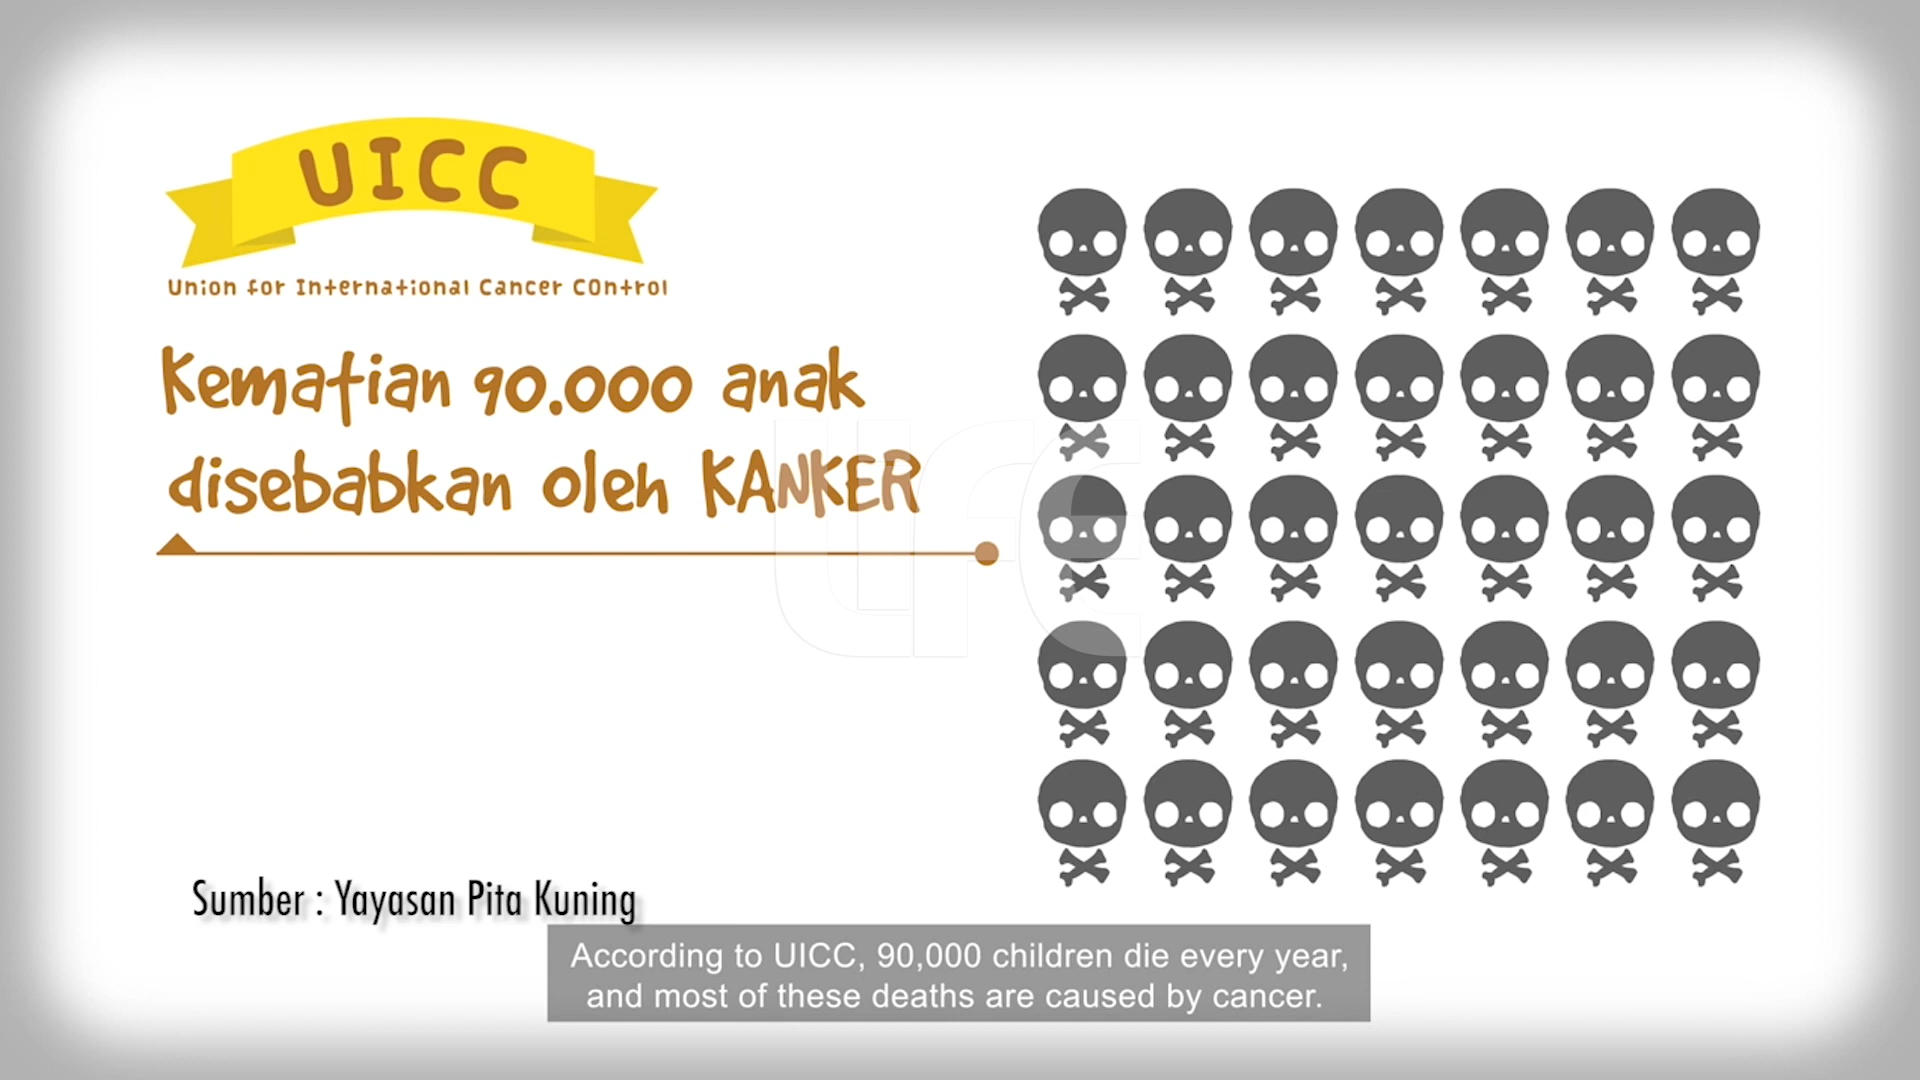 UICC
Union for International Cancer COntrol
Kematian 90.000 anak
disebabkan oleh KANKER
Life
Sumber : Yayasan Pita Kuning
According to UICC, 90,000 children die every year,
and most of these deaths are caused by cancer.